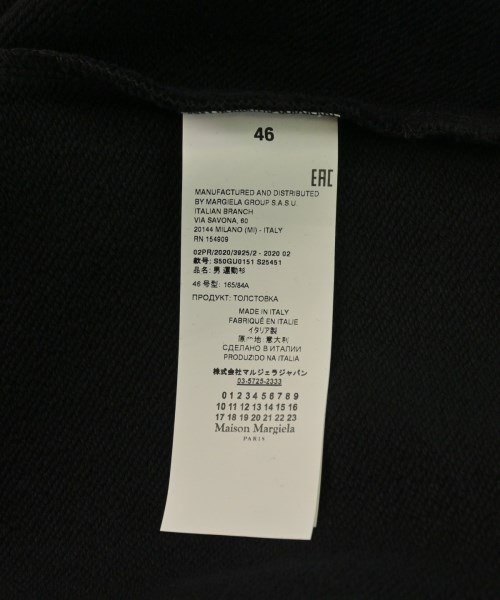 46
EAC
MANUFACTURED AND DISTRIBUTED
BY MARGIELA GROUP S.A.S.U.
ITALIAN BRANCH
VIA SAVONA, 60
20144 MILANO (MI) - ITALY
RN 154909
02PR/2020/3925/2 - 2020 02
款号: S50GU0151 S25451
品名: 男 運動衫
46 号型: 165/84A
ПРОДУКТ: ТОЛСТОВКА
MADE IN ITALY
FABRIQUÉ EN ITALIE
イタリア製
原产地: 意大利
СДЕЛАНО В ИТАЛИИ
PRODUZIDO NA ITALIA
株式会社マルジェラジャパン
03-5725-2333
0 1 2 3 4 5 6 7 8 9
10 11 12 13 14 15 16
17 18 19 20 21 22 23
Maison Margiela
PARIS